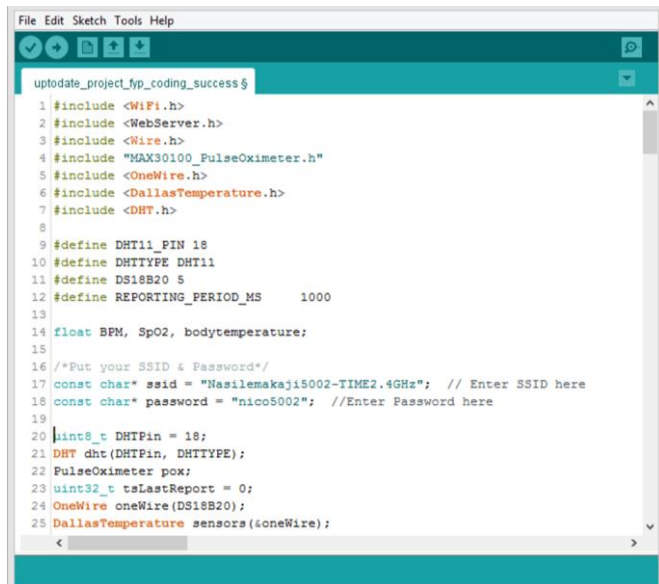 File Edit Sketch Tools Help
uptodate_project_fyp_coding_success §
1 #include <WiFi.h>
2 #include <WebServer.h>
3 #include <Wire.h>
4 #include "MAX30100_PulseOximeter.h"
5 #include <OneWire.h>
6 #include <DallasTemperature.h>
7 #include <DHT.h>
8
9 #define DHT11_PIN 18
10 #define DHTTYPE DHT11
11 #define DS18B20 5
12 #define REPORTING_PERIOD_MS     1000
13
14 float BPM, SpO2, bodytemperature;
15
16 /*Put your SSID & Password*/
17 const char* ssid = "Nasilemakaji5002-TIME2.4GHz";  // Enter SSID here
18 const char* password = "nico5002";  //Enter Password here
19
20 uint8_t DHTPin = 18;
21 DHT dht(DHTPin, DHTTYPE);
22 PulseOximeter pox;
23 uint32_t tsLastReport = 0;
24 OneWire oneWire(DS18B20);
25 DallasTemperature sensors(&oneWire);